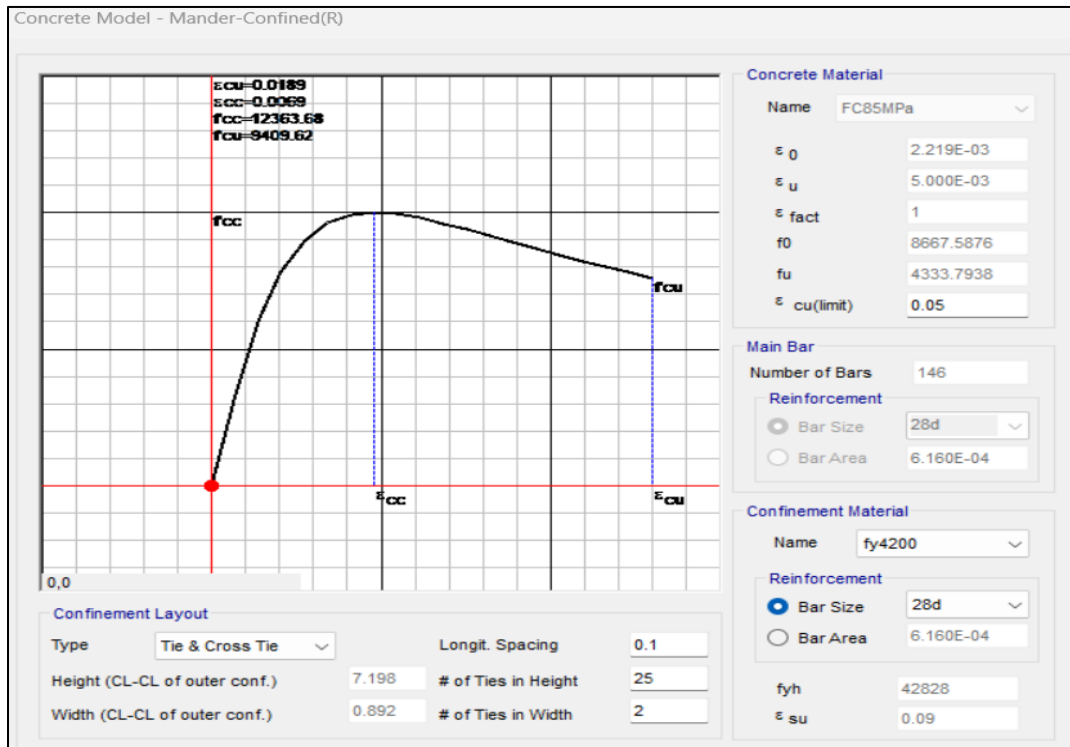 Concrete Model - Mander-Confined(R)
εcu=0.0189
εcc=0.0069
fcc=12363.68
fcu=9409.62
fcc
fcu
εcc
εcu
0,0
Confinement Layout
Type Tie & Cross Tie Longit. Spacing 0.1
Height (CL-CL of outer conf.) 7.198 # of Ties in Height 25
Width (CL-CL of outer conf.) 0.892 # of Ties in Width 2
Concrete Material
Name FC85MPa
ε 0 2.219E-03
ε u 5.000E-03
ε fact 1
f0 8667.5876
fu 4333.7938
ε cu(limit) 0.05
Main Bar
Number of Bars 146
Reinforcement
Bar Size 28d
Bar Area 6.160E-04
Confinement Material
Name fy4200
Reinforcement
Bar Size 28d
Bar Area 6.160E-04
fyh 42828
ε su 0.09